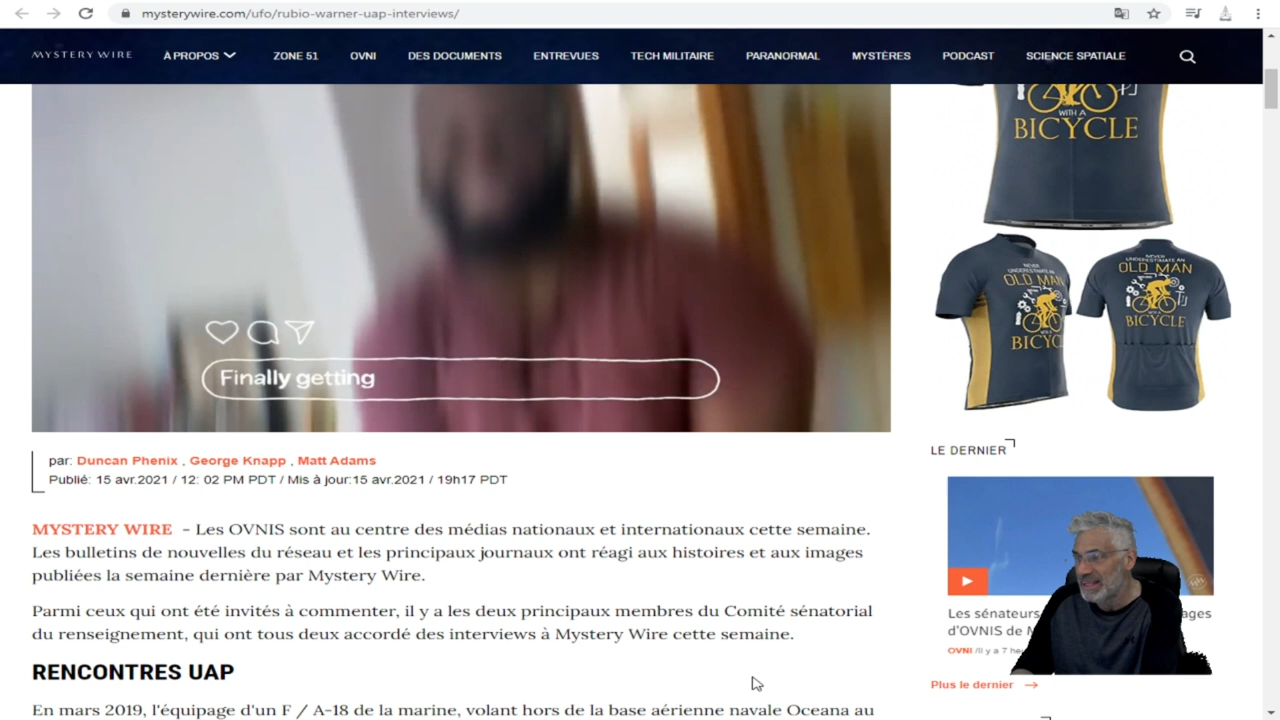 mysterywire.com/ufo/rubio-warner-uap-interviews/
MYSTERY WIRE
À PROPOS
ZONE 51
OVNI
DES DOCUMENTS
ENTREVUES
TECH MILITAIRE
PARANORMAL
MYSTÈRES
PODCAST
SCIENCE SPATIALE
WITH A
BICYCLE
NEVER
UNDERESTIMATE AN
OLD MAN
BICYC
NEVER
UNDERESTIMATE AN
OLD MAN
WITH A
BICYCLE
Finally getting
par: Duncan Phenix , George Knapp , Matt Adams
Publié: 15 avr.2021 / 12: 02 PM PDT / Mis à jour:15 avr.2021 / 19h17 PDT
MYSTERY WIRE - Les OVNIS sont au centre des médias nationaux et internationaux cette semaine.
Les bulletins de nouvelles du réseau et les principaux journaux ont réagi aux histoires et aux images
publiées la semaine dernière par Mystery Wire.
Parmi ceux qui ont été invités à commenter, il y a les deux principaux membres du Comité sénatorial
du renseignement, qui ont tous deux accordé des interviews à Mystery Wire cette semaine.
RENCONTRES UAP
En mars 2019, l'équipage d'un F / A-18 de la marine, volant hors de la base aérienne navale Oceana au
LE DERNIER
Les sénateurs
d'OVNIS de
OVNI /Il y a 7
Plus le dernier